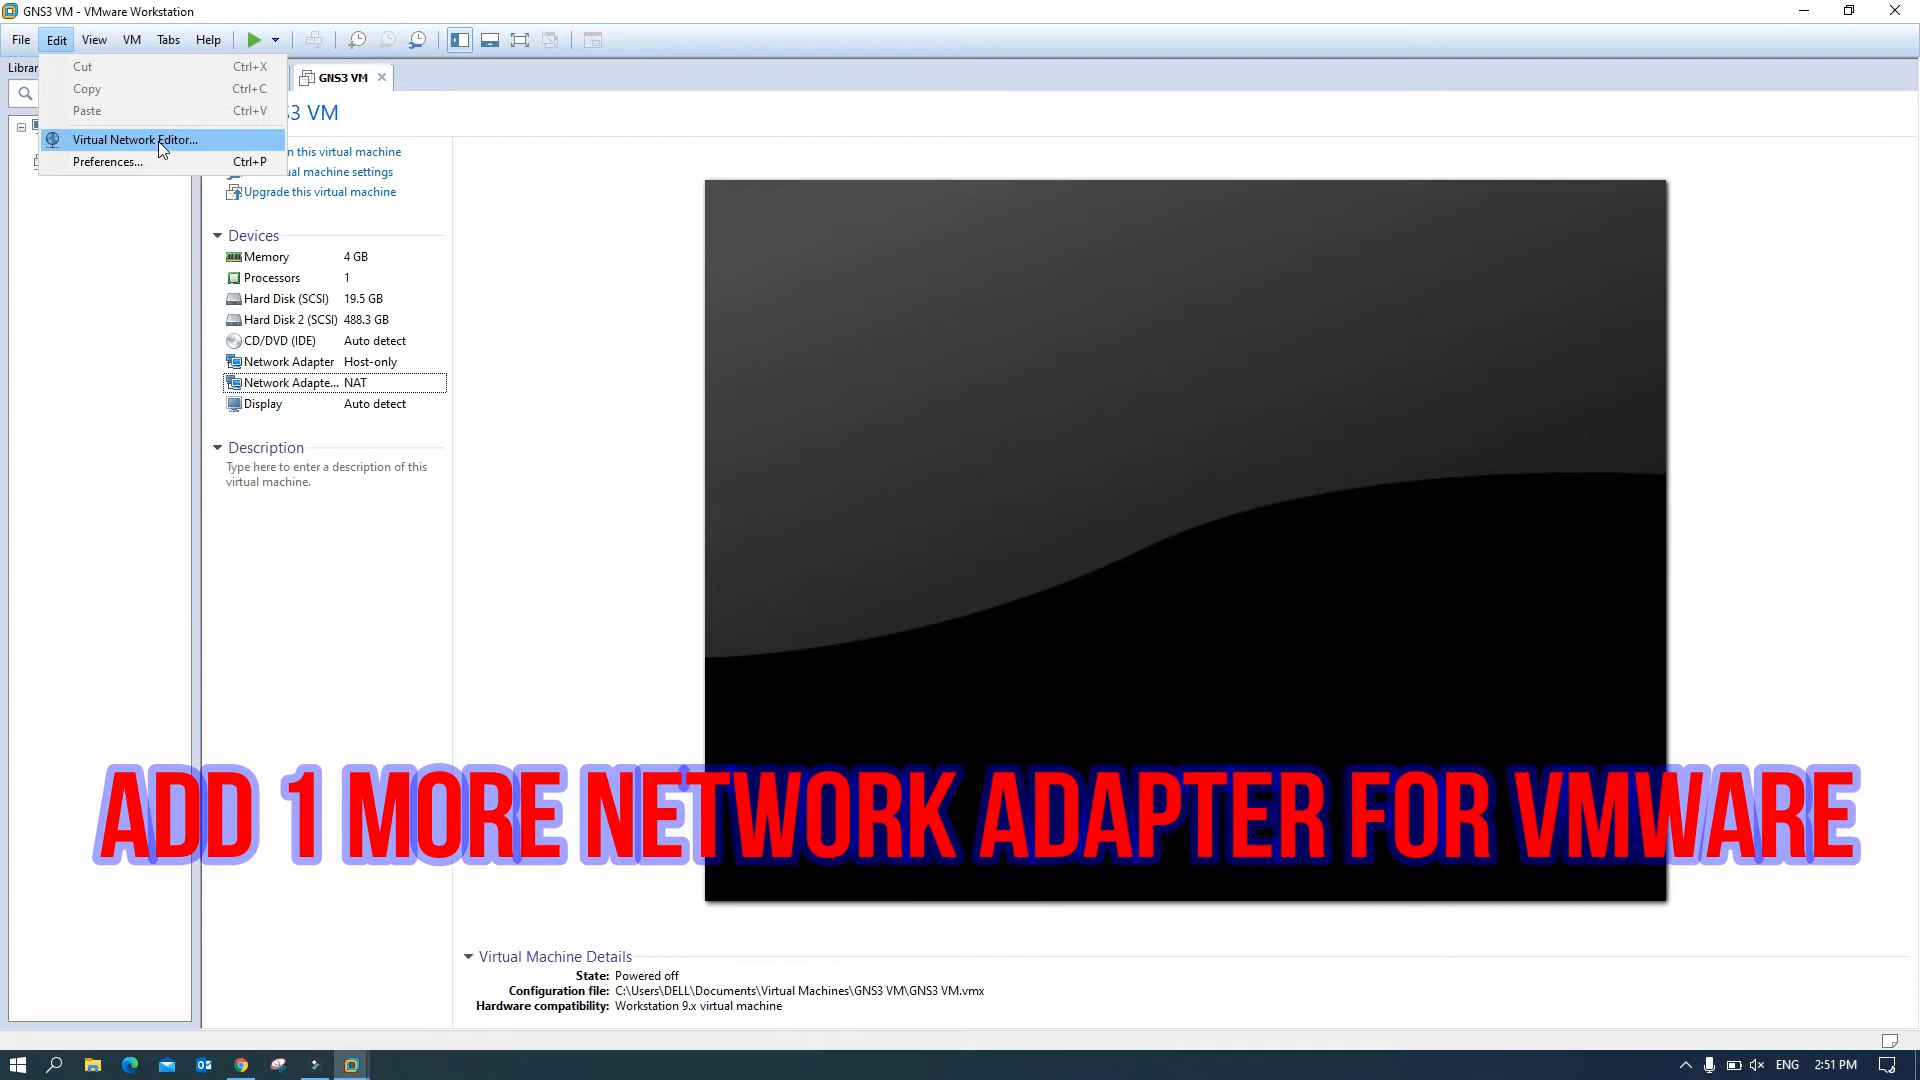 GNS3 VM - VMware Workstation
File Edit View VM Tabs Help
Librar
Cut Ctrl+X
Copy Ctrl+C
Paste Ctrl+V
Virtual Network Editor...
Preferences... Ctrl+P
GNS3 VM
S3 VM
n this virtual machine
ual machine settings
Upgrade this virtual machine
Devices
Memory 4 GB
Processors 1
Hard Disk (SCSI) 19.5 GB
Hard Disk 2 (SCSI) 488.3 GB
CD/DVD (IDE) Auto detect
Network Adapter Host-only
Network Adapte... NAT
Display Auto detect
Description
Type here to enter a description of this
virtual machine.
ADD 1 MORE NETWORK ADAPTER FOR VMWARE
Virtual Machine Details
State: Powered off
Configuration file: C:\Users\DELL\Documents\Virtual Machines\GNS3 VM\GNS3 VM.vmx
Hardware compatibility: Workstation 9.x virtual machine
ENG 2:51 PM